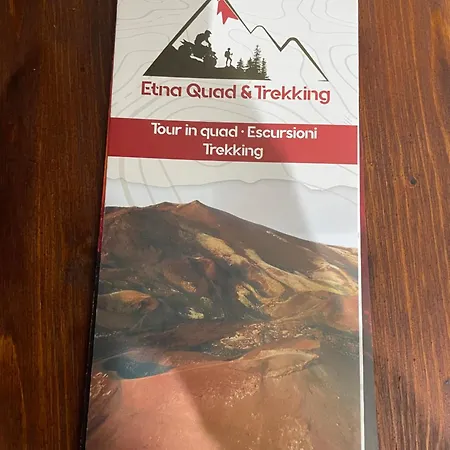 Etna Quad & Trekking
Tour in quad · Escursioni
Trekking